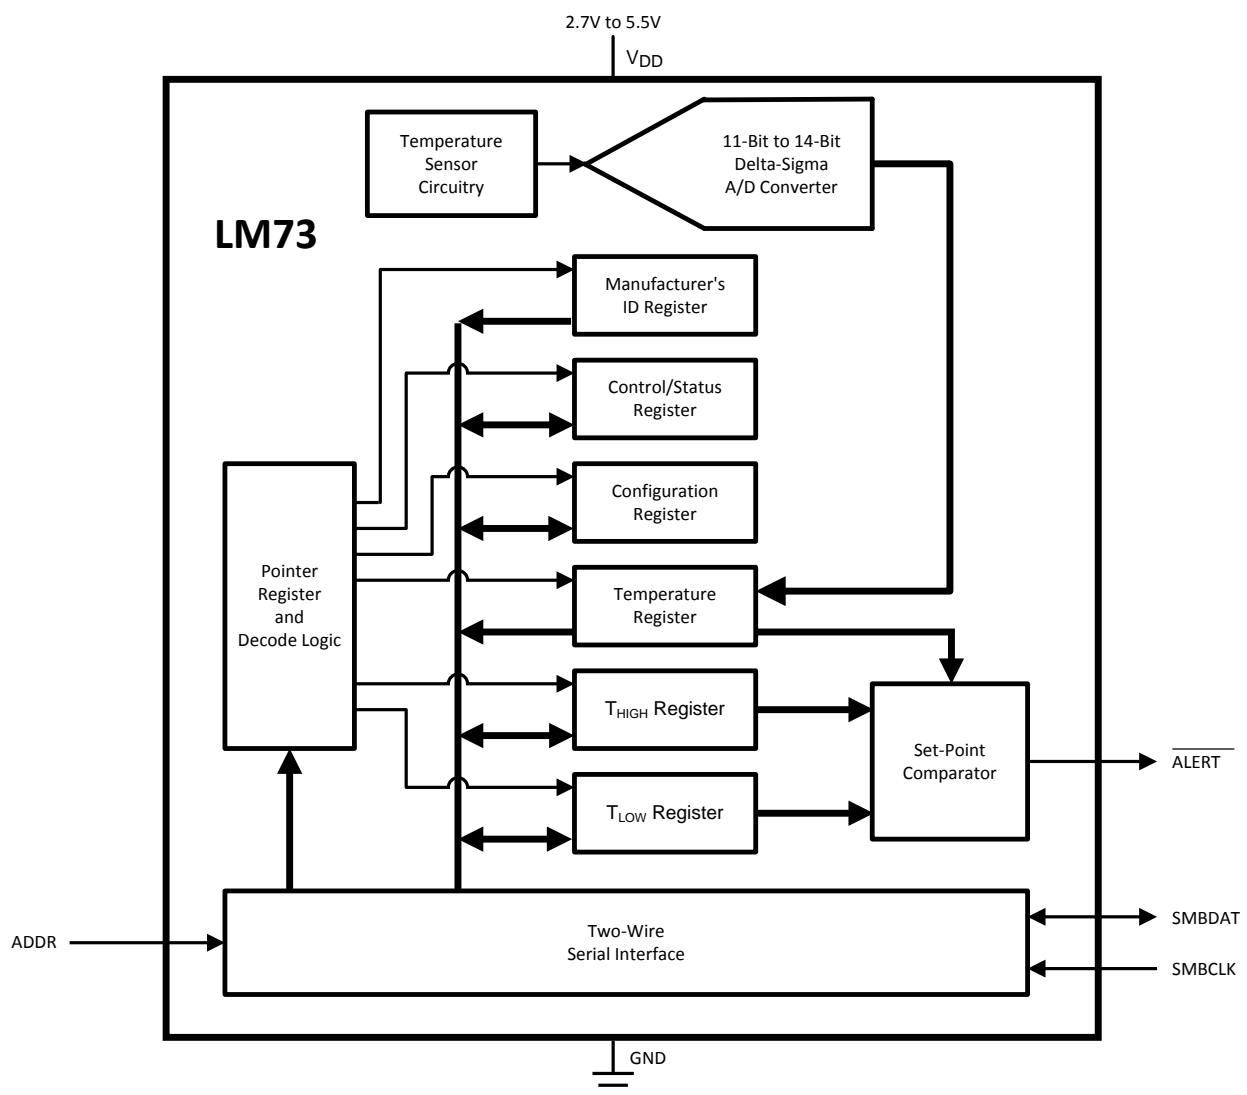 2.7V to 5.5V
VDD
Temperature
Sensor
Circuitry
11-Bit to 14-Bit
Delta-Sigma
A/D Converter
LM73
Manufacturer's
ID Register
Control/Status
Register
Configuration
Register
Pointer
Register
and
Decode Logic
Temperature
Register
THIGH Register
TLOW Register
Set-Point
Comparator
ALERT
Two-Wire
Serial Interface
ADDR
SMBDAT
SMBCLK
GND